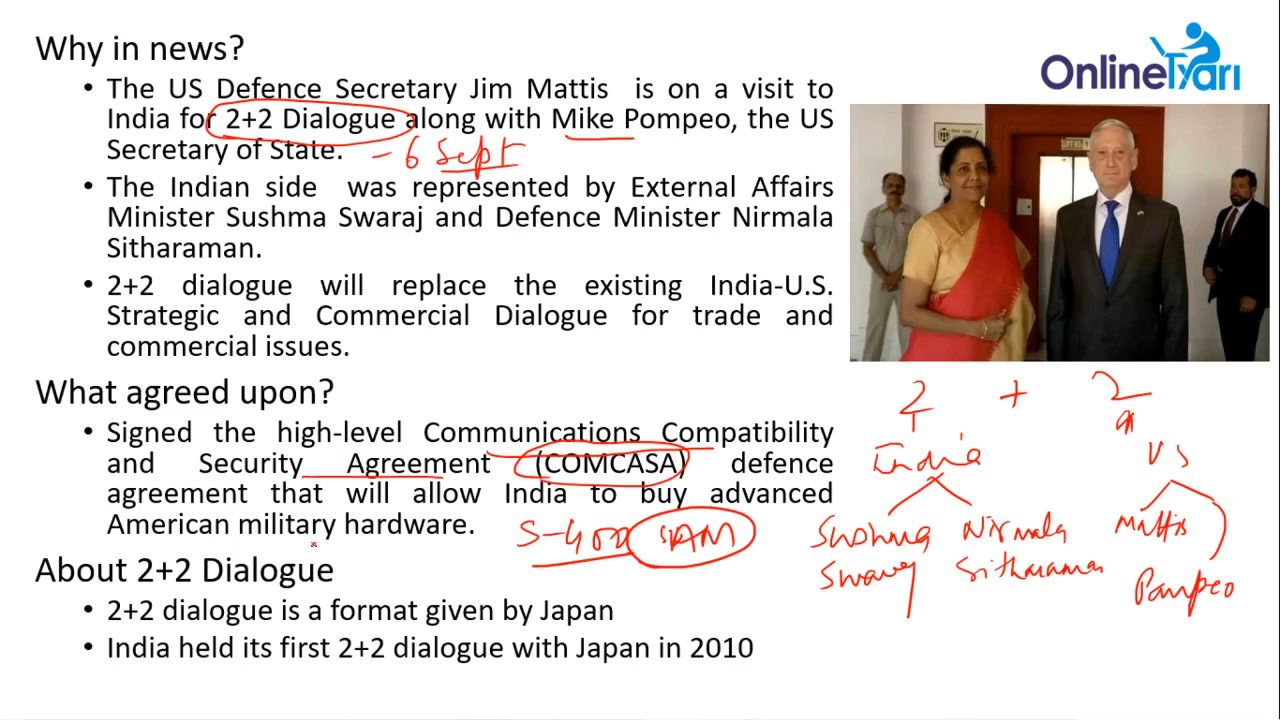 Why in news?
OnlineTyari
• The US Defence Secretary Jim Mattis is on a visit to
India for 2+2 Dialogue along with Mike Pompeo, the US
Secretary of State. – 6 Sept
• The Indian side was represented by External Affairs
Minister Sushma Swaraj and Defence Minister Nirmala
Sitharaman.
• 2+2 dialogue will replace the existing India-U.S.
Strategic and Commercial Dialogue for trade and
commercial issues.
What agreed upon?
• Signed the high-level Communications Compatibility
and Security Agreement (COMCASA) defence
agreement that will allow India to buy advanced
American military hardware.
S-400
About 2+2 Dialogue
• 2+2 dialogue is a format given by Japan
• India held its first 2+2 dialogue with Japan in 2010
2 + 2
India US
Sushma Nirmala Mattis
Swaraj Sitharaman Pampeo